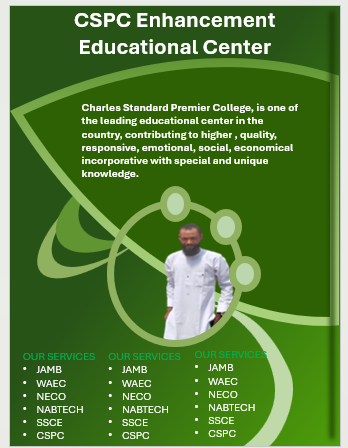 CSPC Enhancement
Educational Center
Charles Standard Premier College, is one of
the leading educational center in the
country, contributing to higher , quality,
responsive, emotional, social, economical
incorporative with special and unique
knowledge.
OUR SERVICES
• JAMB
• WAEC
• NECO
• NABTECH
• SSCE
• CSPC
OUR SERVICES
• JAMB
• WAEC
• NECO
• NABTECH
• SSCE
• CSPC
OUR SERVICES
• JAMB
• WAEC
• NECO
• NABTECH
• SSCE
• CSPC